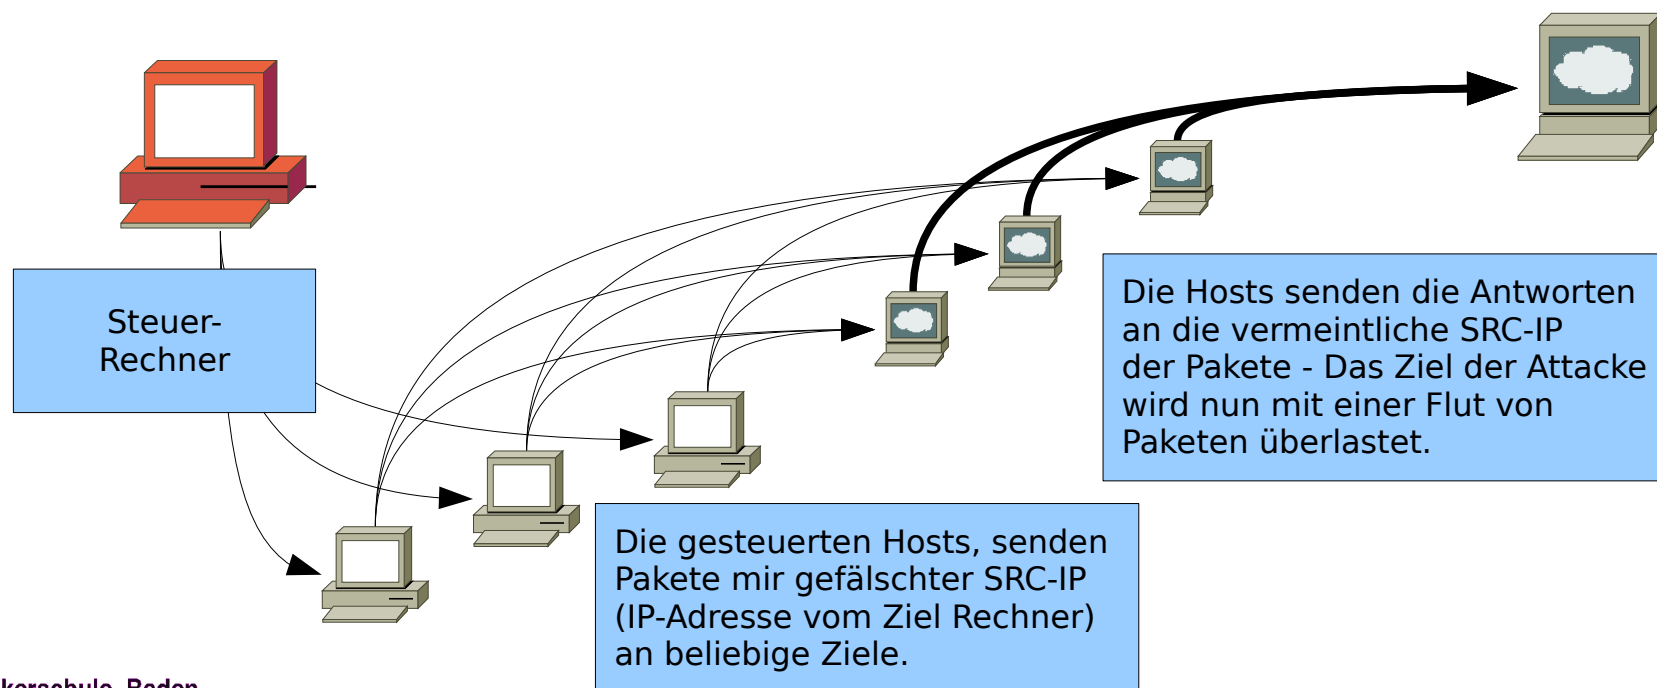 Steuer-
Rechner
Die Hosts senden die Antworten
an die vermeintliche SRC-IP
der Pakete - Das Ziel der Attacke
wird nun mit einer Flut von
Paketen überlastet.
Die gesteuerten Hosts, senden
Pakete mir gefälschter SRC-IP
(IP-Adresse vom Ziel Rechner)
an beliebige Ziele.
Baden